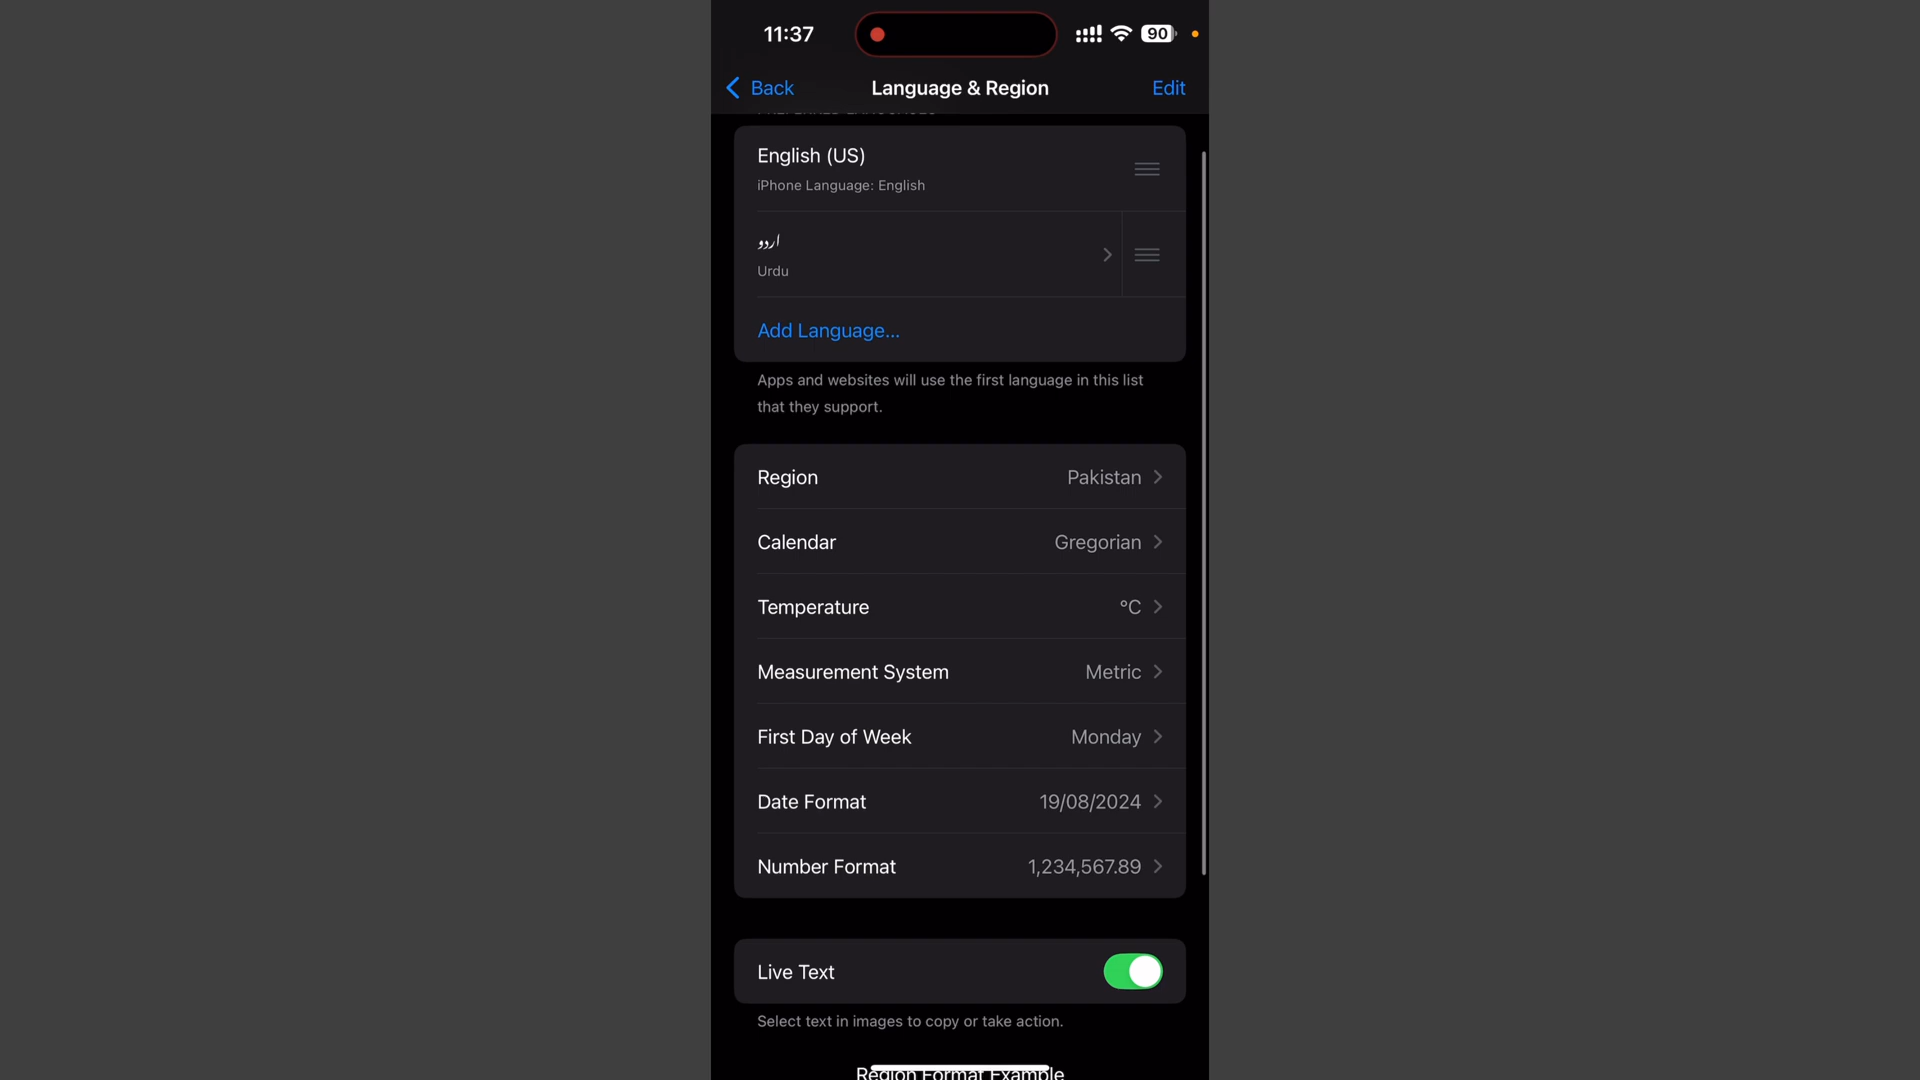 11:37
90
Back
Language & Region
Edit
English (US)
iPhone Language: English
اردو
Urdu
Add Language...
Apps and websites will use the first language in this list
that they support.
Region Pakistan
Calendar Gregorian
Temperature °C
Measurement System Metric
First Day of Week Monday
Date Format 19/08/2024
Number Format 1,234,567.89
Live Text
Select text in images to copy or take action.
Region Format Example